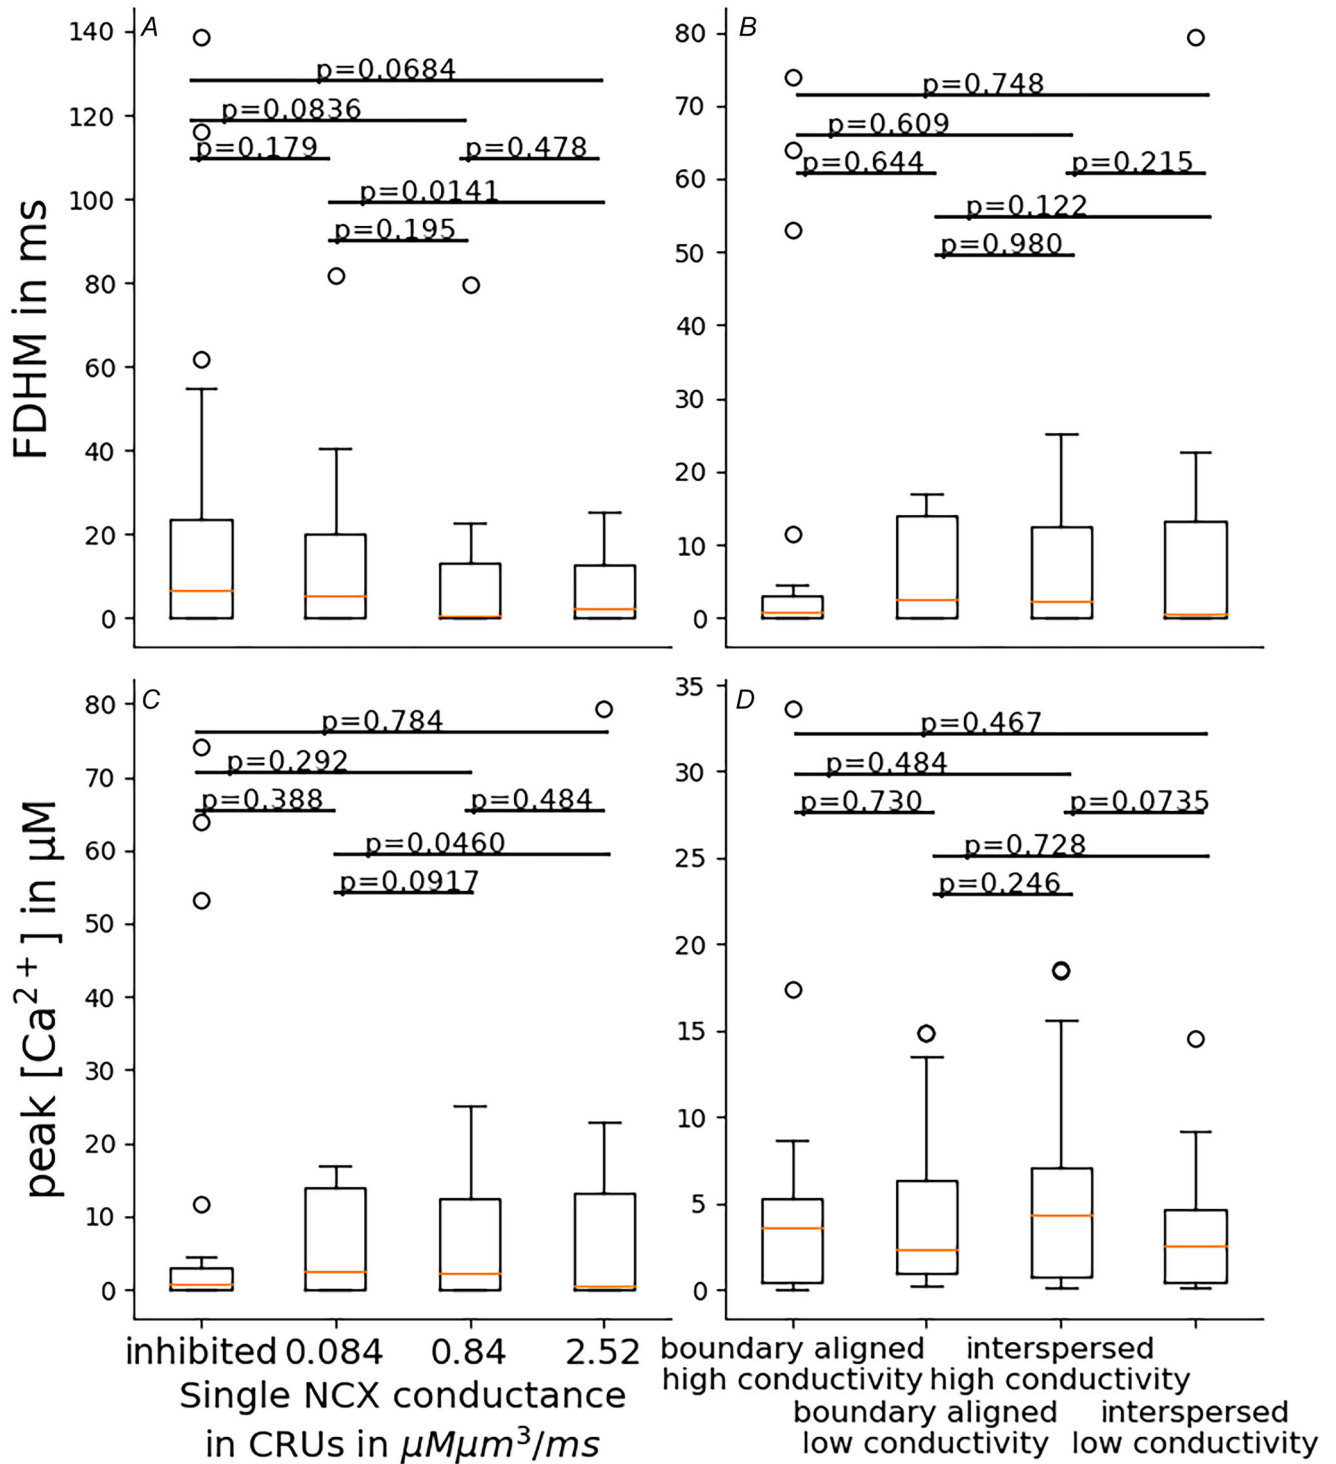 A
FDHM in ms
140
120
100
80
60
40
20
0
p=0.0684
p=0.0836
p=0.179
p=0.478
p=0.0141
p=0.195
B
80
70
60
50
40
30
20
10
0
p=0.748
p=0.609
p=0.644
p=0.215
p=0.122
p=0.980
C
peak [Ca2+] in μM
80
70
60
50
40
30
20
10
0
p=0.784
p=0.292
p=0.388
p=0.484
p=0.0460
p=0.0917
inhibited 0.084 0.84 2.52
Single NCX conductance
in CRUs in μMμm³/ms
D
35
30
25
20
15
10
5
0
p=0.467
p=0.484
p=0.730
p=0.0735
p=0.728
p=0.246
boundary aligned
high conductivity
boundary aligned
low conductivity
interspersed
high conductivity
interspersed
low conductivity